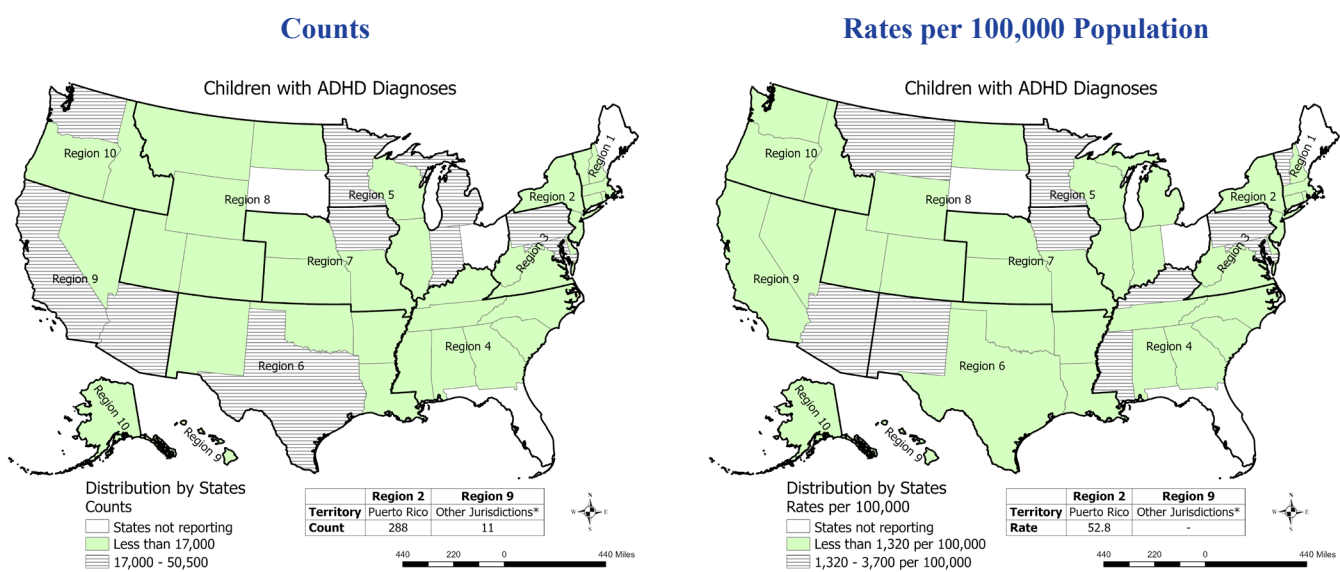 Counts
Children with ADHD Diagnoses
Region 10
Region 8
Region 5
Region 1
Region 2
Region 3
Region 9
Region 7
Region 6
Region 4
Region 10
Region 9
Distribution by States
Counts
States not reporting
Less than 17,000
17,000 - 50,500
Region 2 Region 9
Territory Puerto Rico Other Jurisdictions*
Count 288 11
N
W E
S
440 220 0 440 Miles
Rates per 100,000 Population
Children with ADHD Diagnoses
Region 10
Region 8
Region 5
Region 1
Region 2
Region 3
Region 9
Region 7
Region 6
Region 4
Region 10
Region 9
Distribution by States
Rates per 100,000
States not reporting
Less than 1,320 per 100,000
1,320 - 3,700 per 100,000
Region 2 Region 9
Territory Puerto Rico Other Jurisdictions*
Rate 52.8 -
N
W E
S
440 220 0 440 Miles